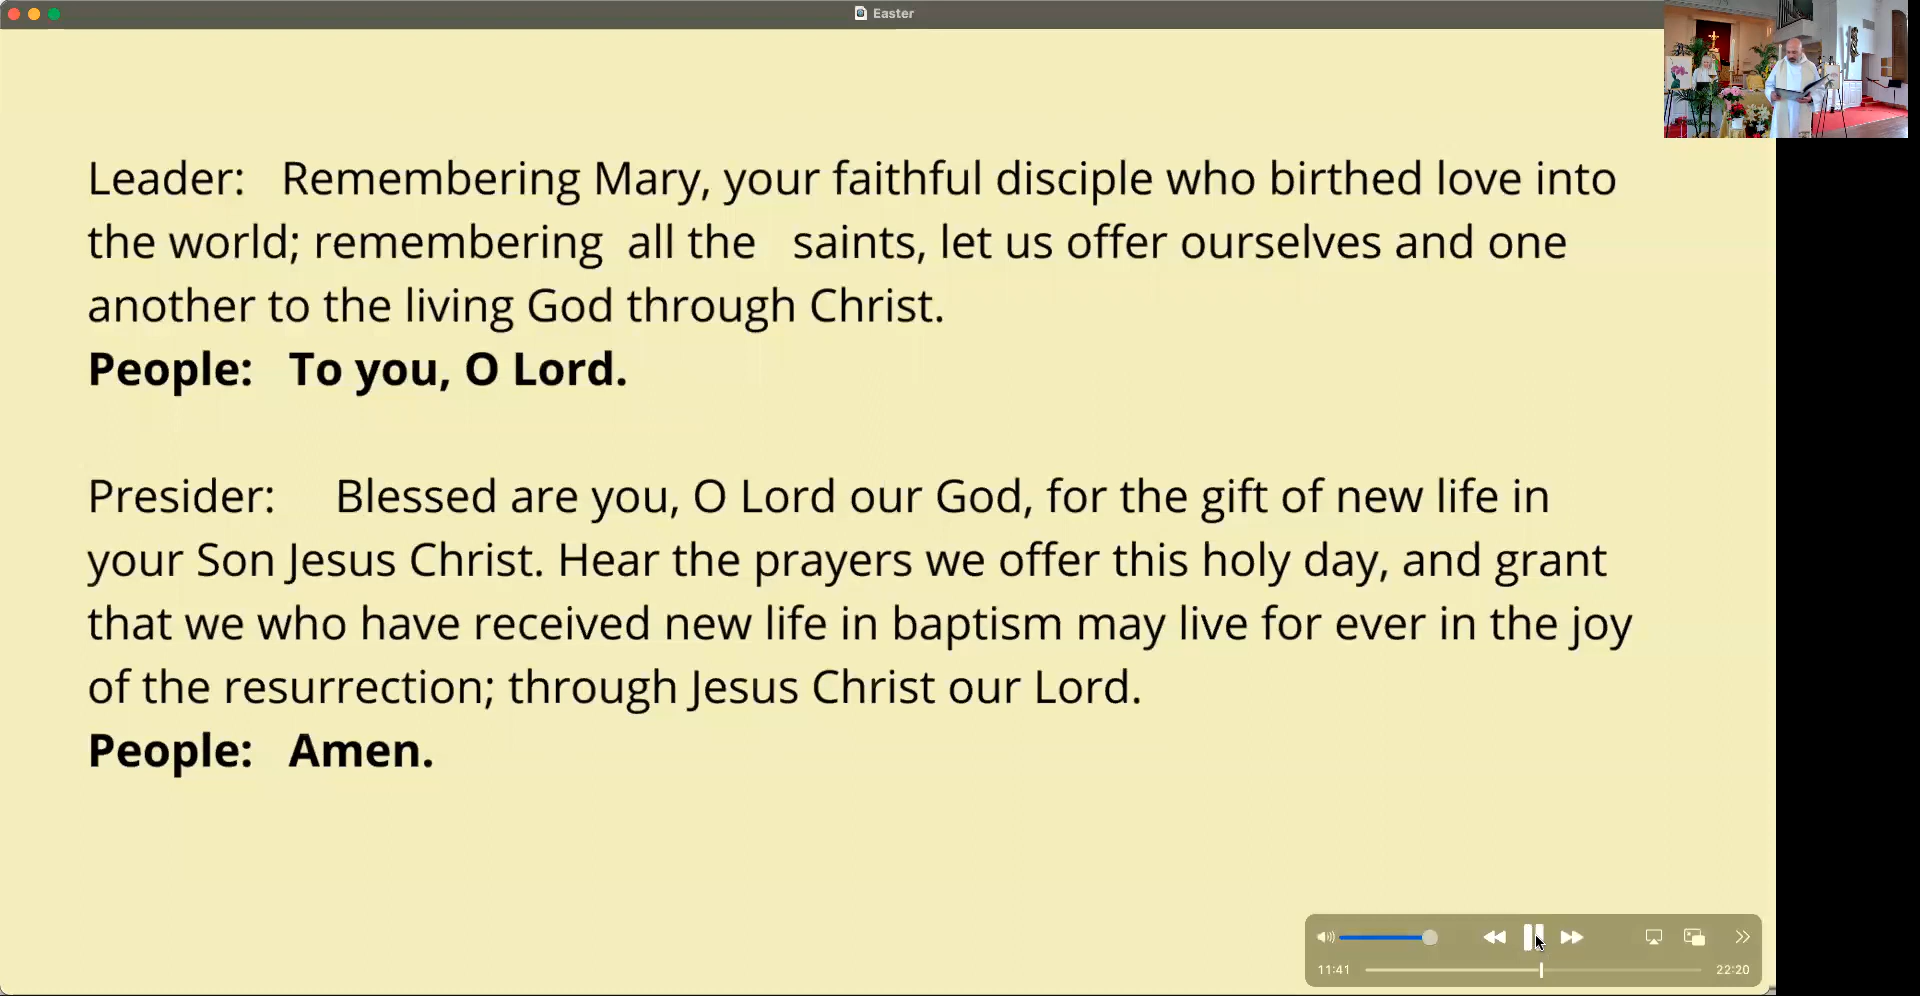 Easter
Leader: Remembering Mary, your faithful disciple who birthed love into
the world; remembering all the saints, let us offer ourselves and one
another to the living God through Christ.
People: To you, O Lord.
Presider: Blessed are you, O Lord our God, for the gift of new life in
your Son Jesus Christ. Hear the prayers we offer this holy day, and grant
that we who have received new life in baptism may live for ever in the joy
of the resurrection; through Jesus Christ our Lord.
People: Amen.
11:41
22:20